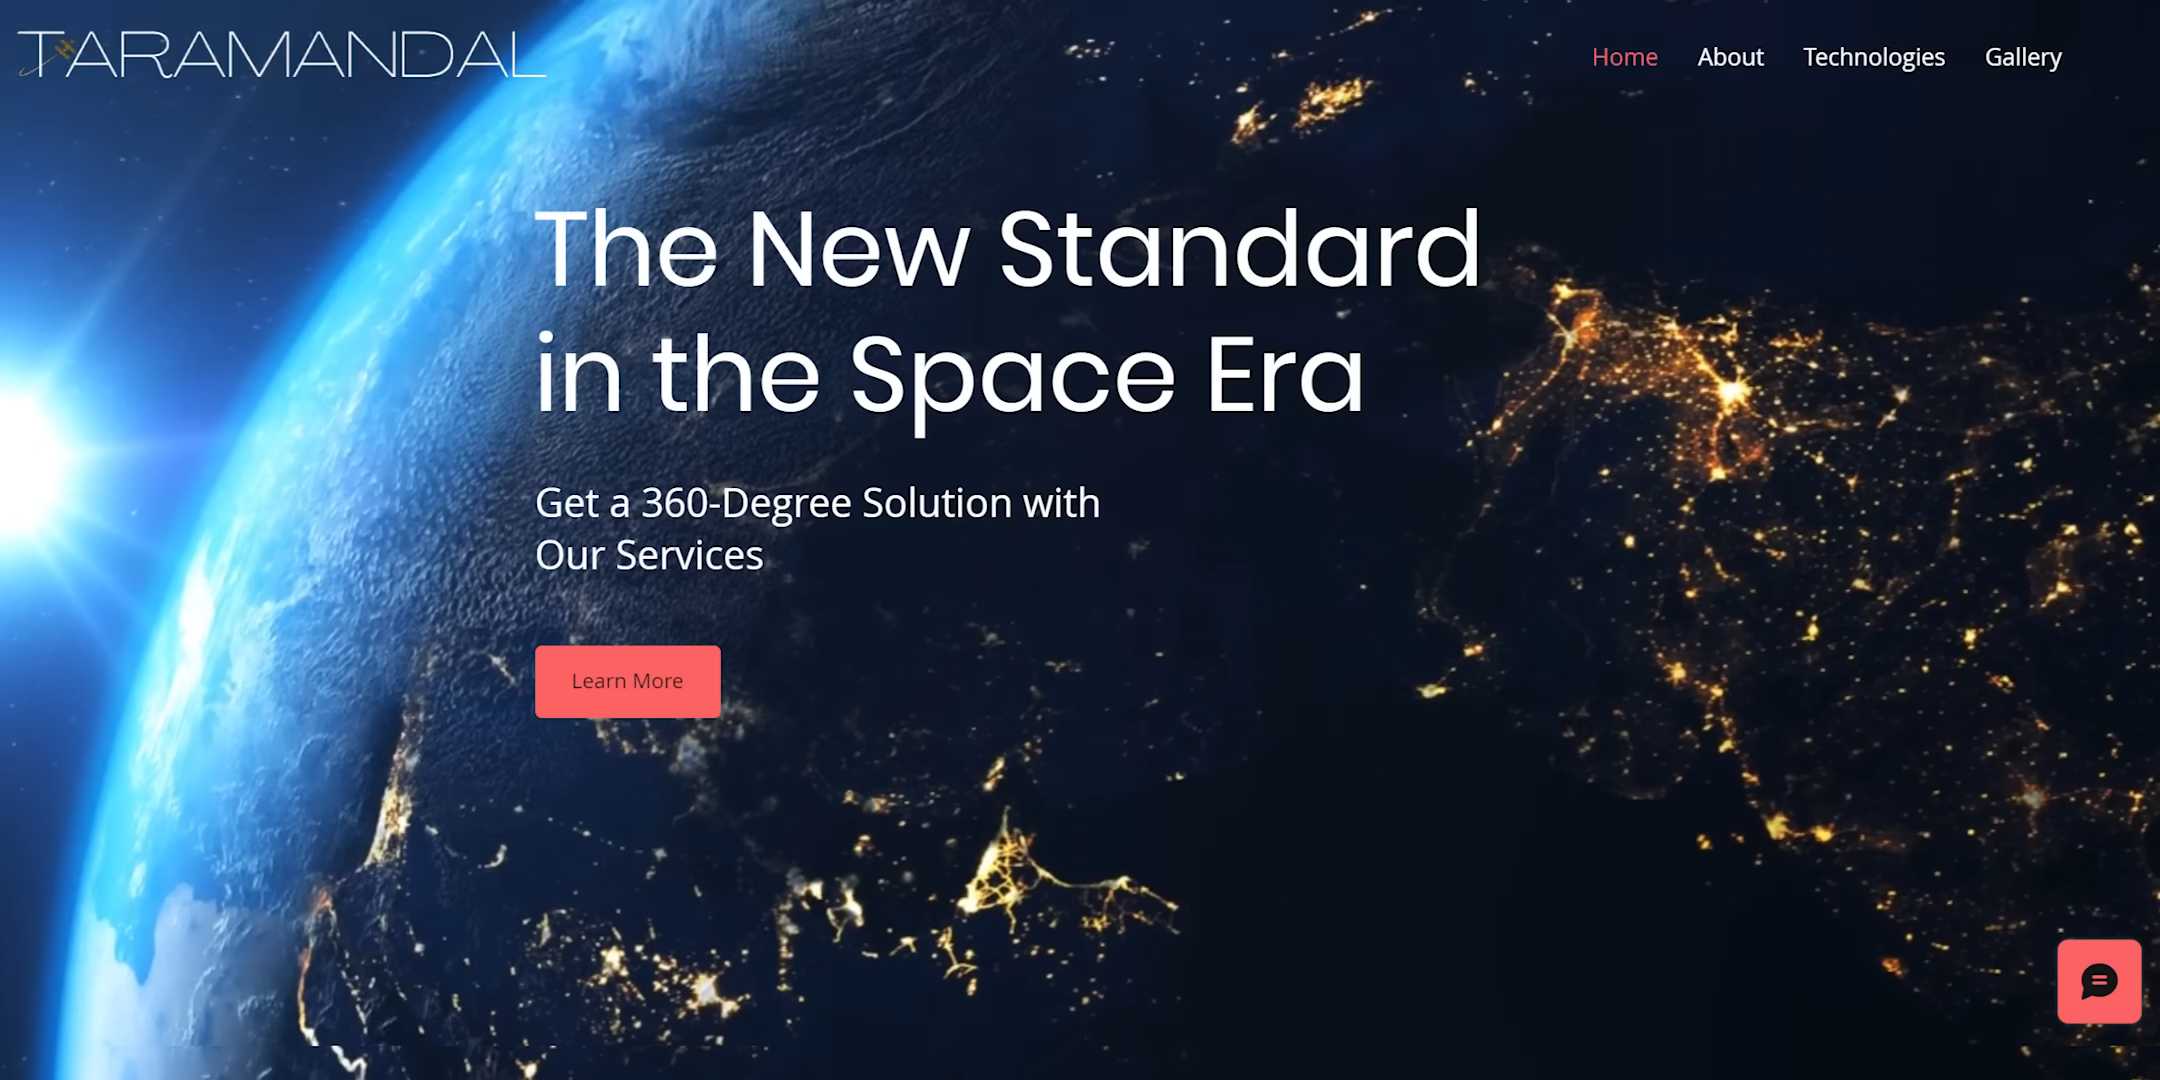 TARAMANDAL
Home About Technologies Gallery
The New Standard
in the Space Era
Get a 360-Degree Solution with
Our Services
Learn More